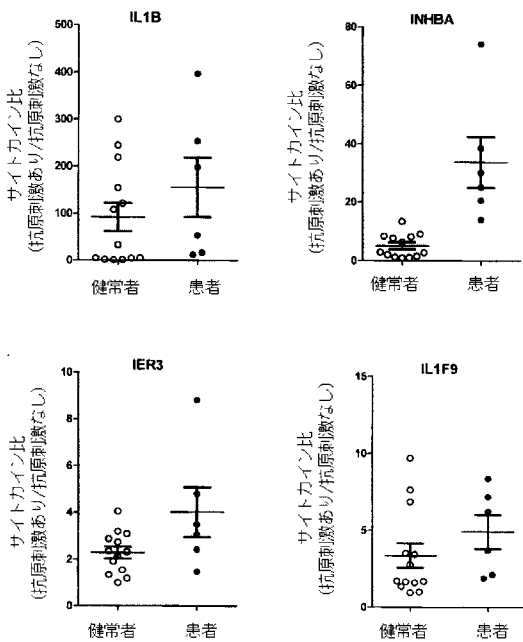 IL1B
サイトカイン比
(抗原刺激あり/抗原刺激なし)
500
400
300
200
100
0
健常者
患者
INHBA
サイトカイン比
(抗原刺激あり/抗原刺激なし)
80
60
40
20
0
健常者
患者
IER3
サイトカイン比
(抗原刺激あり/抗原刺激なし)
10
8
6
4
2
0
健常者
患者
IL1F9
サイトカイン比
(抗原刺激あり/抗原刺激なし)
15
10
5
0
健常者
患者